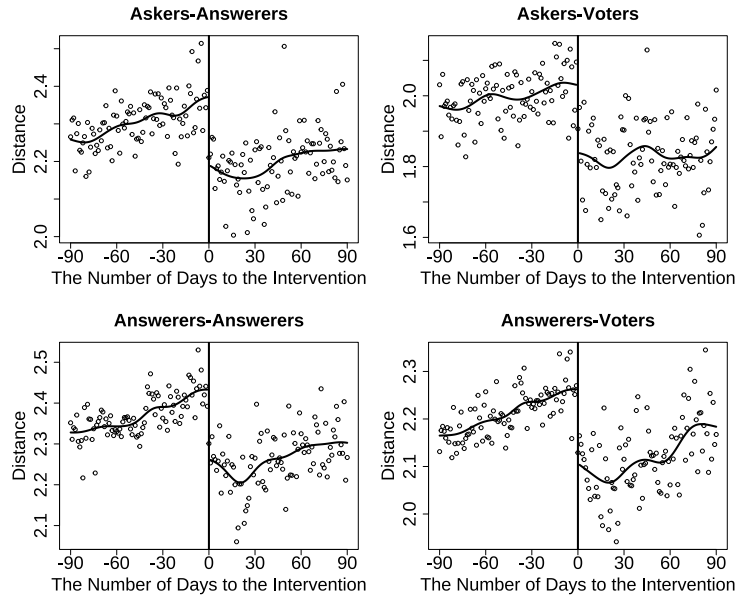 Askers-Answerers
Distance
2.0 2.2 2.4
-90 -60 -30 0 30 60 90
The Number of Days to the Intervention
Askers-Voters
Distance
1.6 1.8 2.0
-90 -60 -30 0 30 60 90
The Number of Days to the Intervention
Answerers-Answerers
Distance
2.1 2.2 2.3 2.4 2.5
-90 -60 -30 0 30 60 90
The Number of Days to the Intervention
Answerers-Voters
Distance
2.0 2.1 2.2 2.3
-90 -60 -30 0 30 60 90
The Number of Days to the Intervention